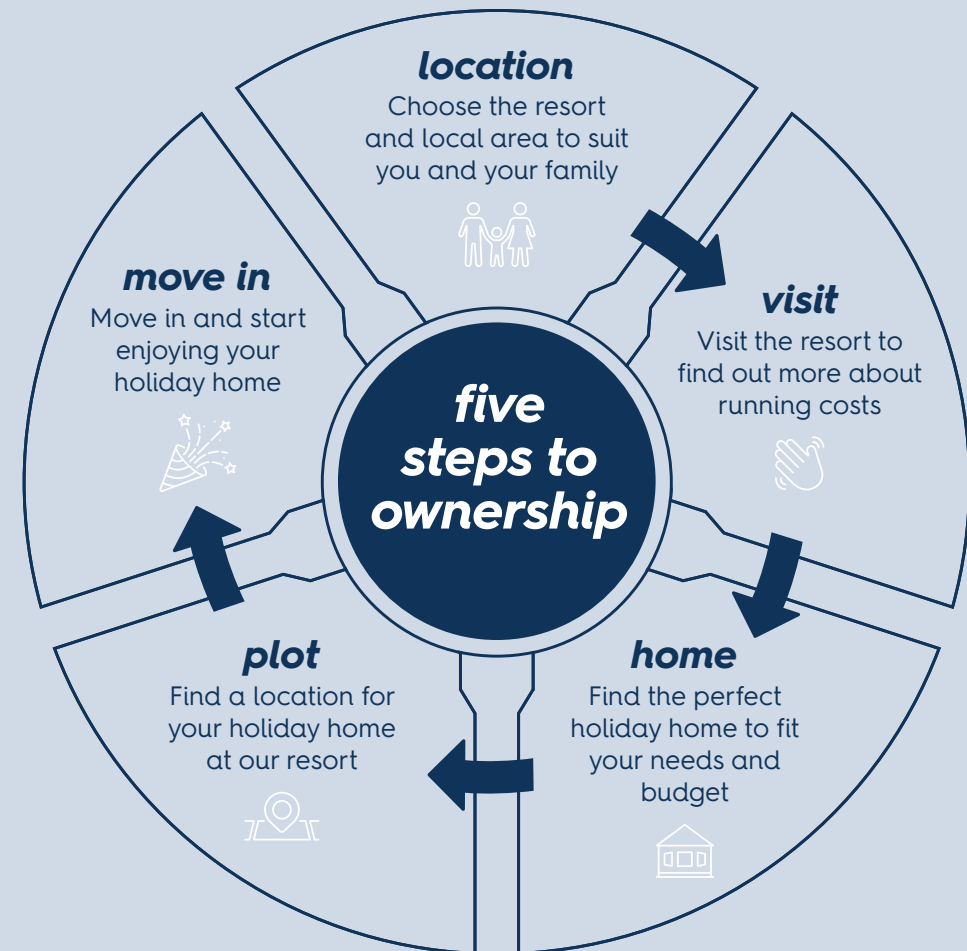 location
Choose the resort
and local area to suit
you and your family
visit
Visit the resort to
find out more about
running costs
home
Find the perfect
holiday home to fit
your needs and
budget
plot
Find a location for
your holiday home
at our resort
move in
Move in and start
enjoying your
holiday home
five
steps to
ownership